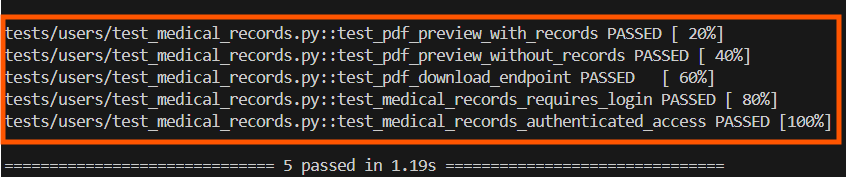 tests/users/test_medical_records.py::test_pdf_preview_with_records PASSED [ 20%]
tests/users/test_medical_records.py::test_pdf_preview_without_records PASSED [ 40%]
tests/users/test_medical_records.py::test_pdf_download_endpoint PASSED   [ 60%]
tests/users/test_medical_records.py::test_medical_records_requires_login PASSED [ 80%]
tests/users/test_medical_records.py::test_medical_records_authenticated_access PASSED [100%]
============================== 5 passed in 1.19s ===============================